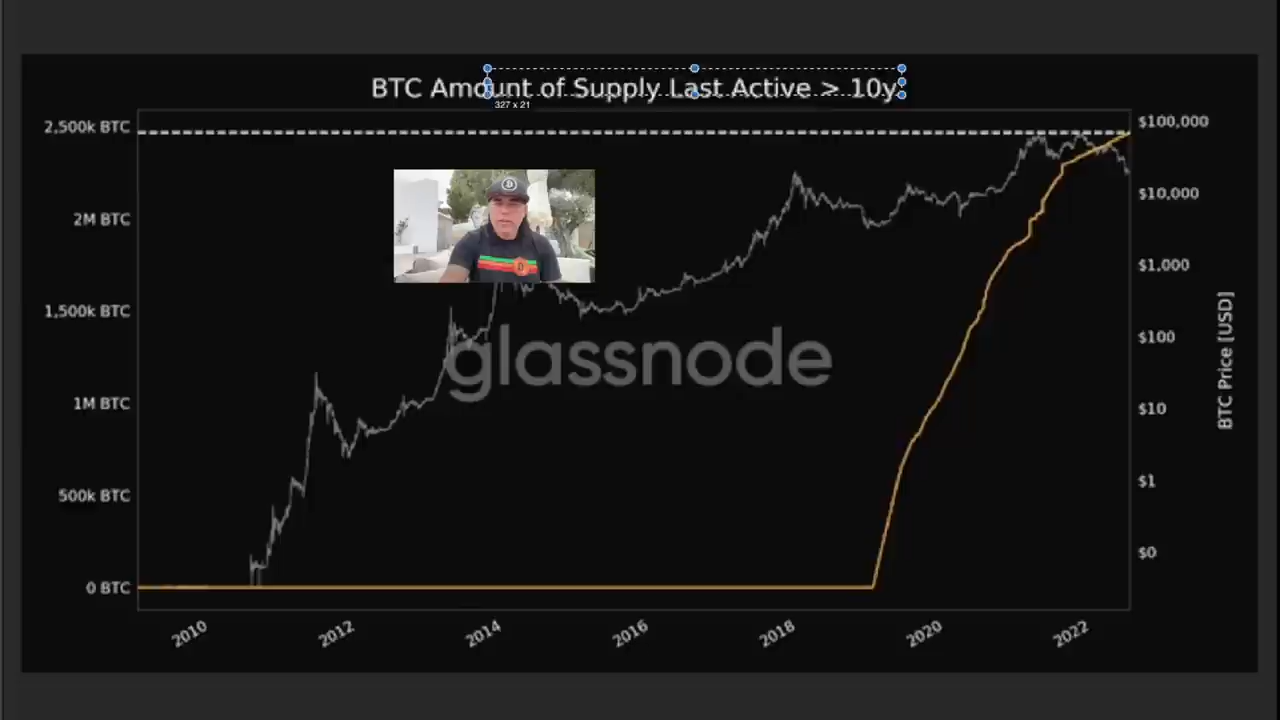 BTC Amount of Supply Last Active > 10y
327 x 21
2,500k BTC
2M BTC
1,500k BTC
1M BTC
500k BTC
0 BTC
glassnode
$100,000
$10,000
$1,000
$100
$10
$1
$0
BTC Price [USD]
2010
2012
2014
2016
2018
2020
2022